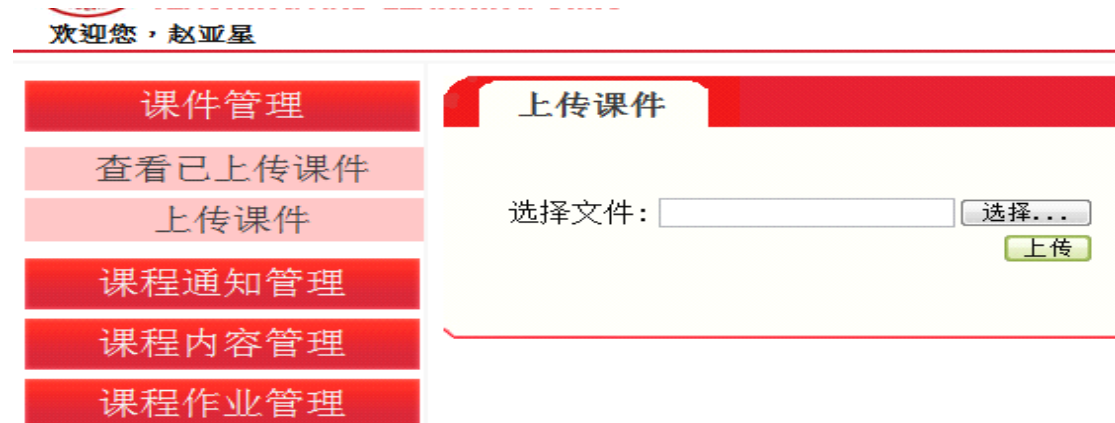 欢迎您，赵亚星
课件管理
查看已上传课件
上传课件
课程通知管理
课程内容管理
课程作业管理
上传课件
选择文件:
选择...
上传